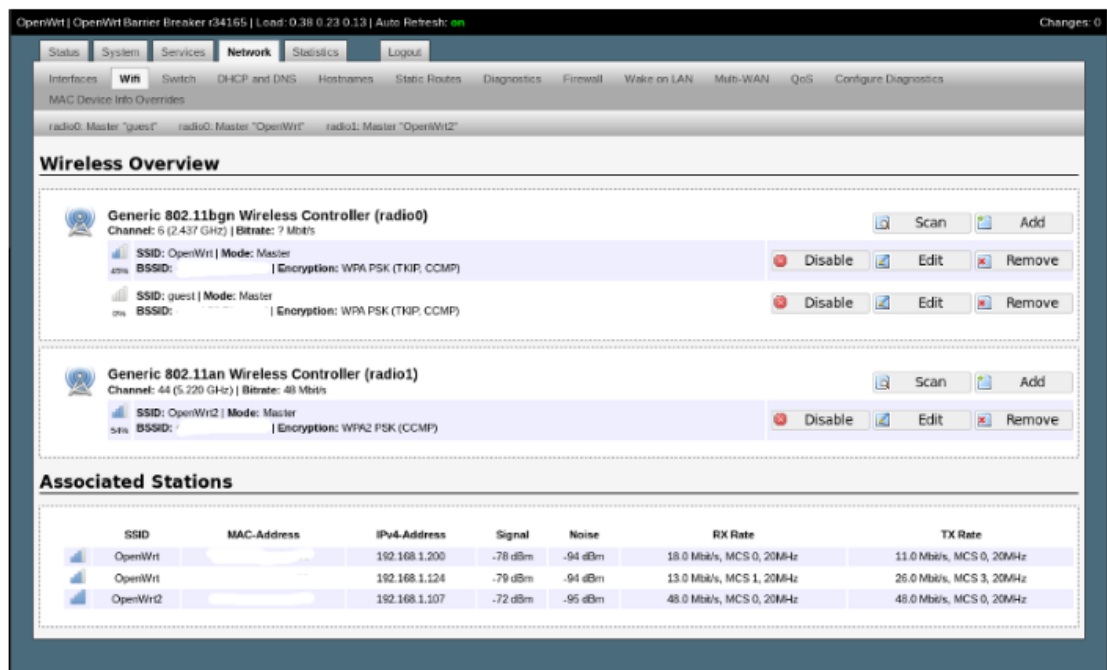 OpenWrt | OpenWrt Barrier Breaker r34165 | Load: 0.38 0.23 0.13 | Auto Refresh: on Changes: 0
Status System Services Network Statistics Logout
Interfaces Wifi Switch DHCP and DNS Hostnames Static Routes Diagnostics Firewall Wake on LAN Multi-WAN QoS Configure Diagnostics
MAC Device Info Overrides
radio0: Master "guest" radio0: Master "OpenWrt" radio1: Master "OpenWrt2"
Wireless Overview
Generic 802.11bgn Wireless Controller (radio0)
Channel: 6 (2.437 GHz) | Bitrate: ? Mbit/s
Scan Add
SSID: OpenWrt | Mode: Master
BSSID: | Encryption: WPA PSK (TKIP, CCMP)
Disable Edit Remove
SSID: guest | Mode: Master
0% BSSID: | Encryption: WPA PSK (TKIP, CCMP)
Disable Edit Remove
Generic 802.11an Wireless Controller (radio1)
Channel: 44 (5.220 GHz) | Bitrate: 48 Mbit/s
Scan Add
SSID: OpenWrt2 | Mode: Master
54% BSSID: | Encryption: WPA2 PSK (CCMP)
Disable Edit Remove
Associated Stations
SSID MAC-Address IPv4-Address Signal Noise RX Rate TX Rate
OpenWrt 192.168.1.200 -78 dBm -94 dBm 18.0 Mbit/s, MCS 0, 20MHz 11.0 Mbit/s, MCS 0, 20MHz
OpenWrt 192.168.1.124 -79 dBm -94 dBm 13.0 Mbit/s, MCS 1, 20MHz 26.0 Mbit/s, MCS 3, 20MHz
OpenWrt2 192.168.1.107 -72 dBm -95 dBm 48.0 Mbit/s, MCS 0, 20MHz 48.0 Mbit/s, MCS 0, 20MHz